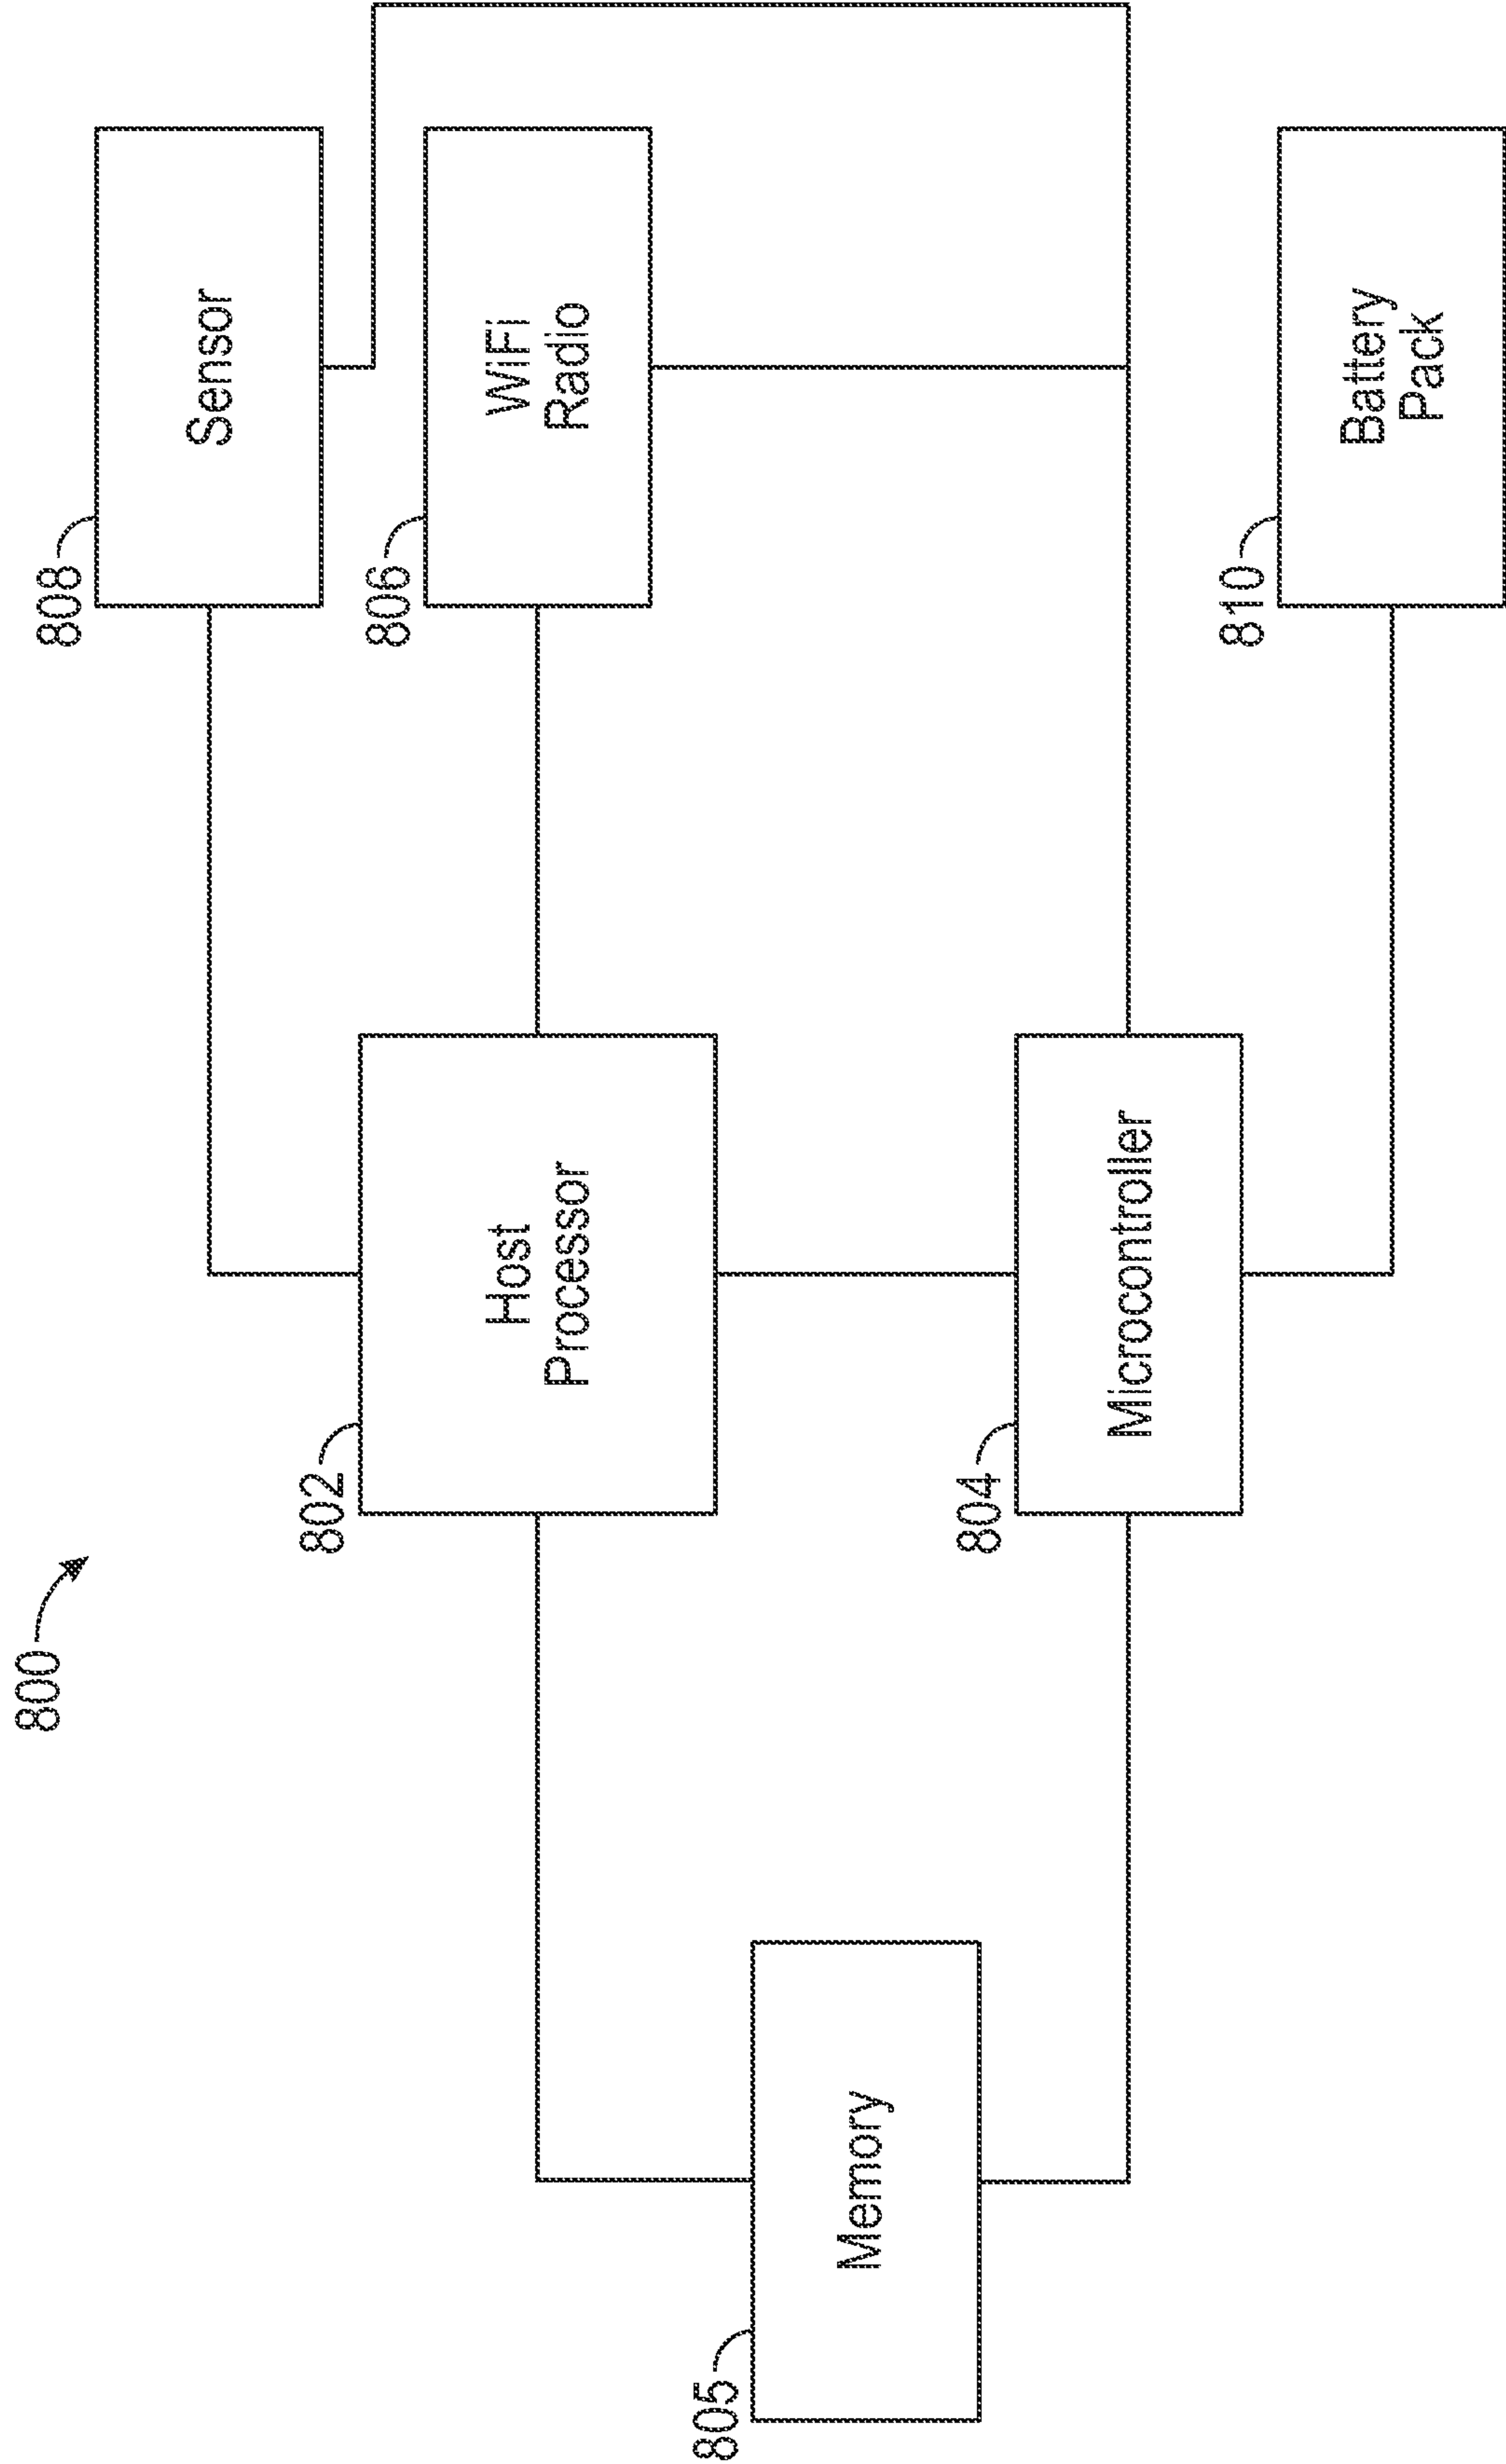 800
808
Sensor
802
Host
Processor
806
WiFi
Radio
805
Memory
804
Microcontroller
810
Battery
Pack